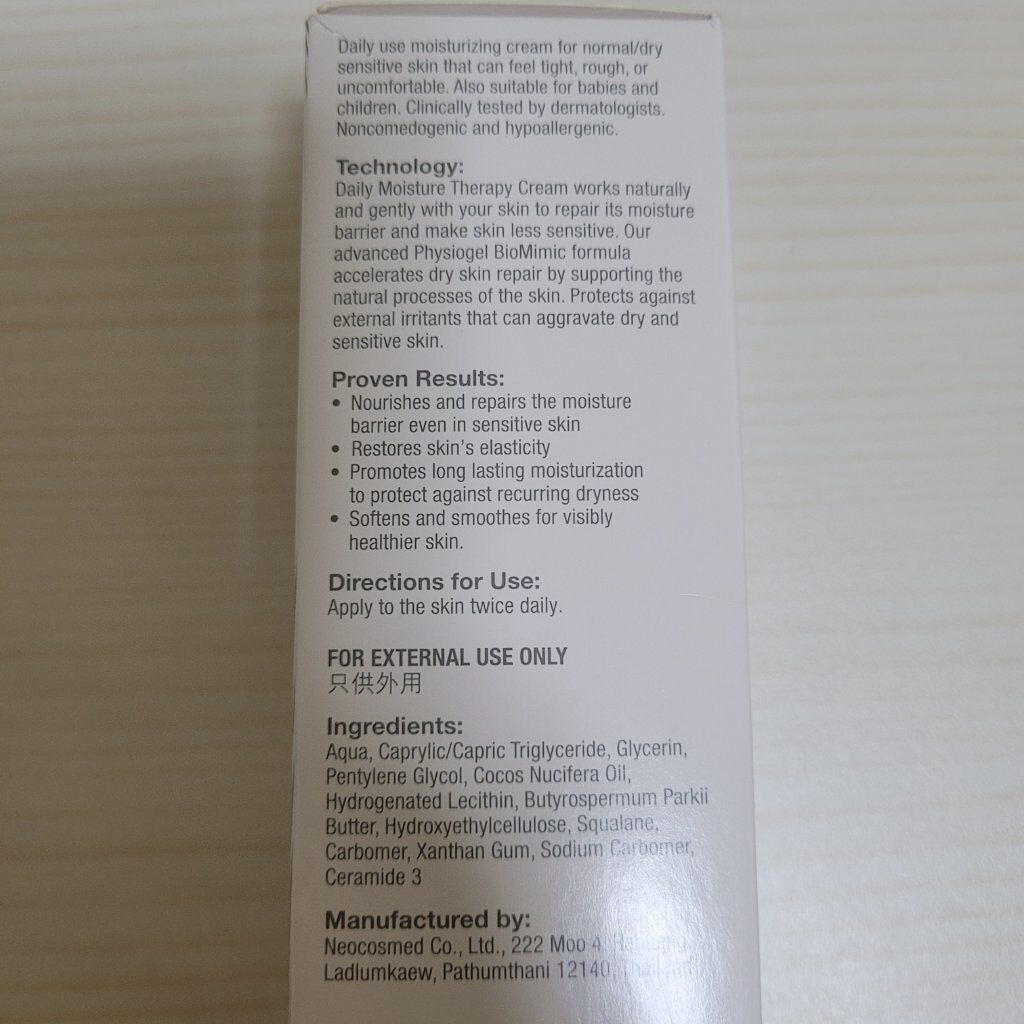 Daily use moisturizing cream for normal/dry
sensitive skin that can feel tight, rough, or
uncomfortable. Also suitable for babies and
children. Clinically tested by dermatologists.
Noncomedogenic and hypoallergenic.
Technology:
Daily Moisture Therapy Cream works naturally
and gently with your skin to repair its moisture
barrier and make skin less sensitive. Our
advanced Physiogel BioMimic formula
accelerates dry skin repair by supporting the
natural processes of the skin. Protects against
external irritants that can aggravate dry and
sensitive skin.
Proven Results:
• Nourishes and repairs the moisture
barrier even in sensitive skin
• Restores skin's elasticity
• Promotes long lasting moisturization
to protect against recurring dryness
• Softens and smoothes for visibly
healthier skin.
Directions for Use:
Apply to the skin twice daily.
FOR EXTERNAL USE ONLY
只供外用
Ingredients:
Aqua, Caprylic/Capric Triglyceride, Glycerin,
Pentylene Glycol, Cocos Nucifera Oil,
Hydrogenated Lecithin, Butyrospermum Parkii
Butter, Hydroxyethylcellulose, Squalane,
Carbomer, Xanthan Gum, Sodium Carbomer,
Ceramide 3
Manufactured by:
Neocosmed Co., Ltd., 222 Moo 4,
Ladlumkaew, Pathumthani 12140,